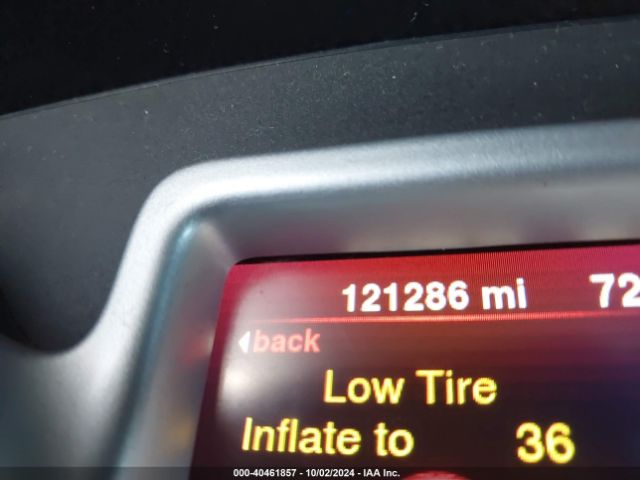 121286 mi 72
back
Low Tire
Inflate to 36
000-40461857 - 10/02/2024 - IAA Inc.